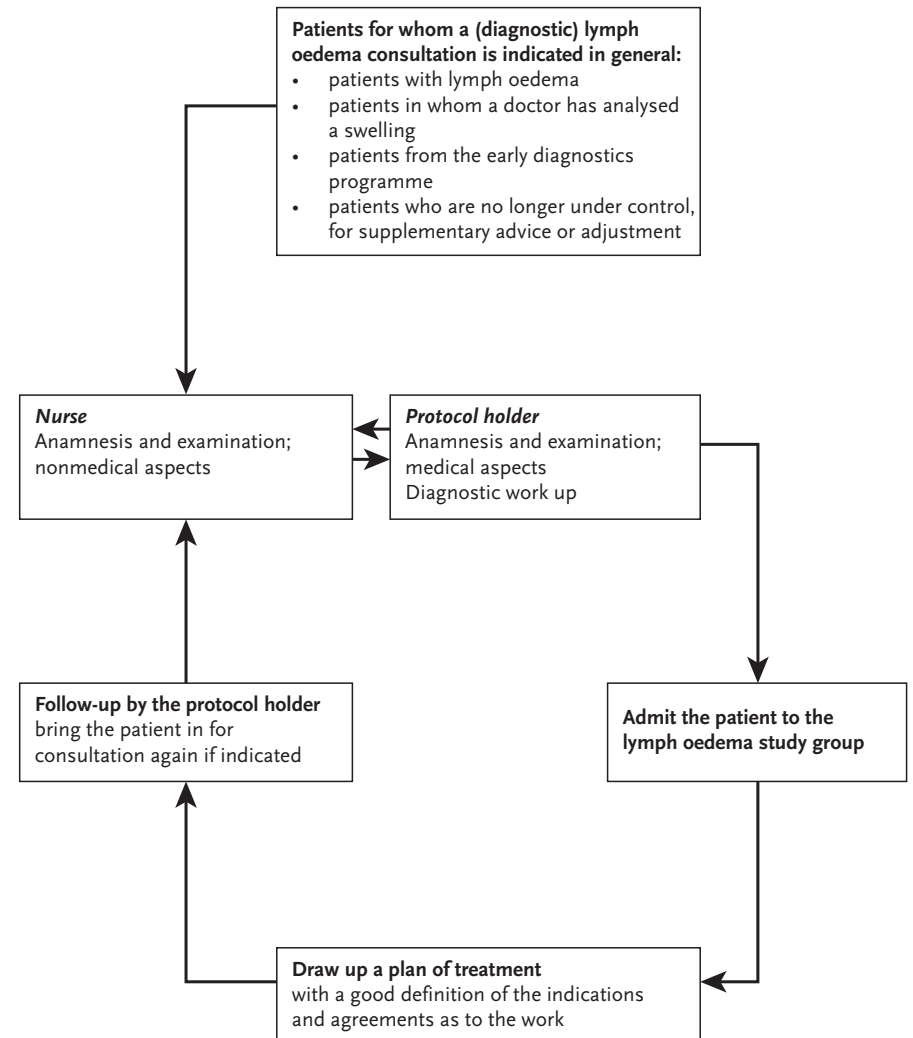 Patients for whom a (diagnostic) lymph
oedema consultation is indicated in general:
• patients with lymph oedema
• patients in whom a doctor has analysed
a swelling
• patients from the early diagnostics
programme
• patients who are no longer under control,
for supplementary advice or adjustment
Nurse
Anamnesis and examination;
nonmedical aspects
Protocol holder
Anamnesis and examination;
medical aspects
Diagnostic work up
Follow-up by the protocol holder
bring the patient in for
consultation again if indicated
Admit the patient to the
lymph oedema study group
Draw up a plan of treatment
with a good definition of the indications
and agreements as to the work